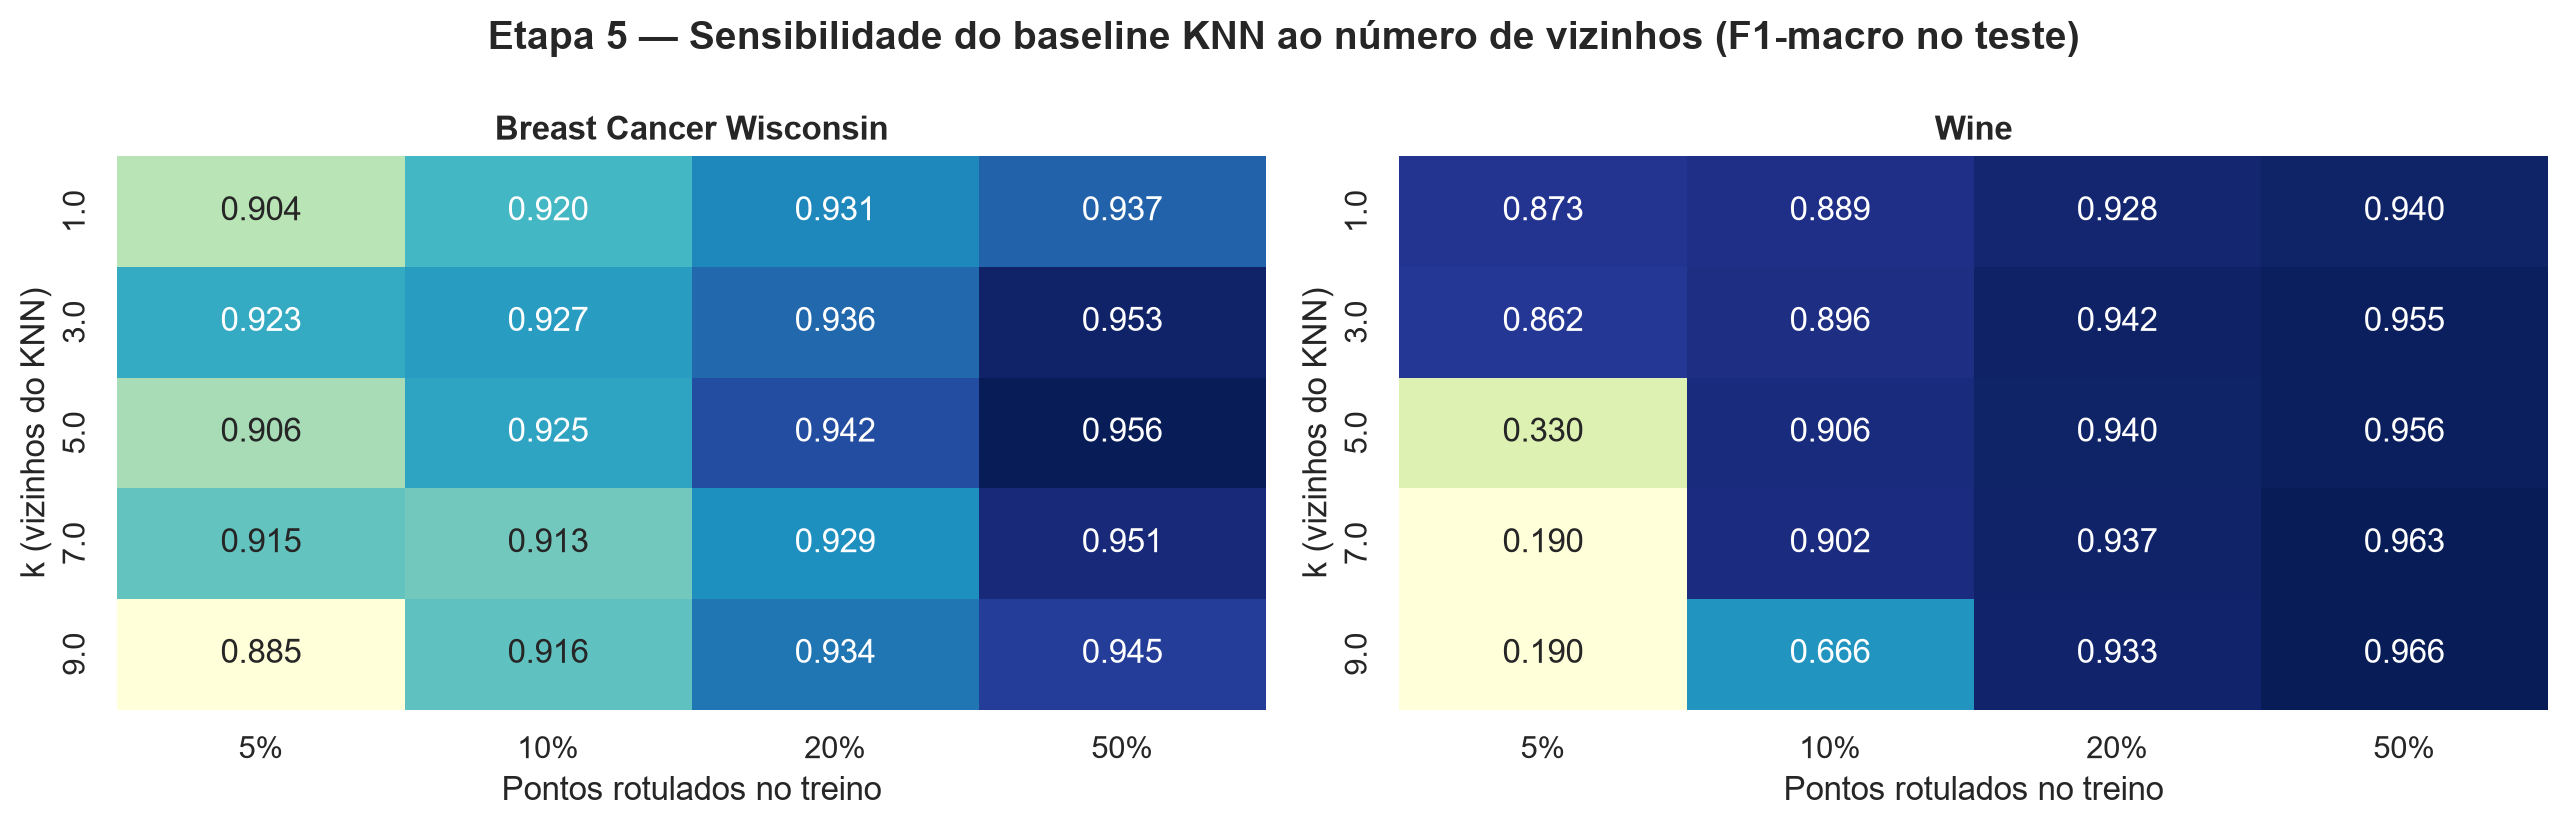 Etapa 5 — Sensibilidade do baseline KNN ao número de vizinhos (F1-macro no teste)
Breast Cancer Wisconsin
k (vizinhos do KNN)
1.0 0.904 0.920 0.931 0.937
3.0 0.923 0.927 0.936 0.953
5.0 0.906 0.925 0.942 0.956
7.0 0.915 0.913 0.929 0.951
9.0 0.885 0.916 0.934 0.945
5% 10% 20% 50%
Pontos rotulados no treino
Wine
k (vizinhos do KNN)
1.0 0.873 0.889 0.928 0.940
3.0 0.862 0.896 0.942 0.955
5.0 0.330 0.906 0.940 0.956
7.0 0.190 0.902 0.937 0.963
9.0 0.190 0.666 0.933 0.966
5% 10% 20% 50%
Pontos rotulados no treino